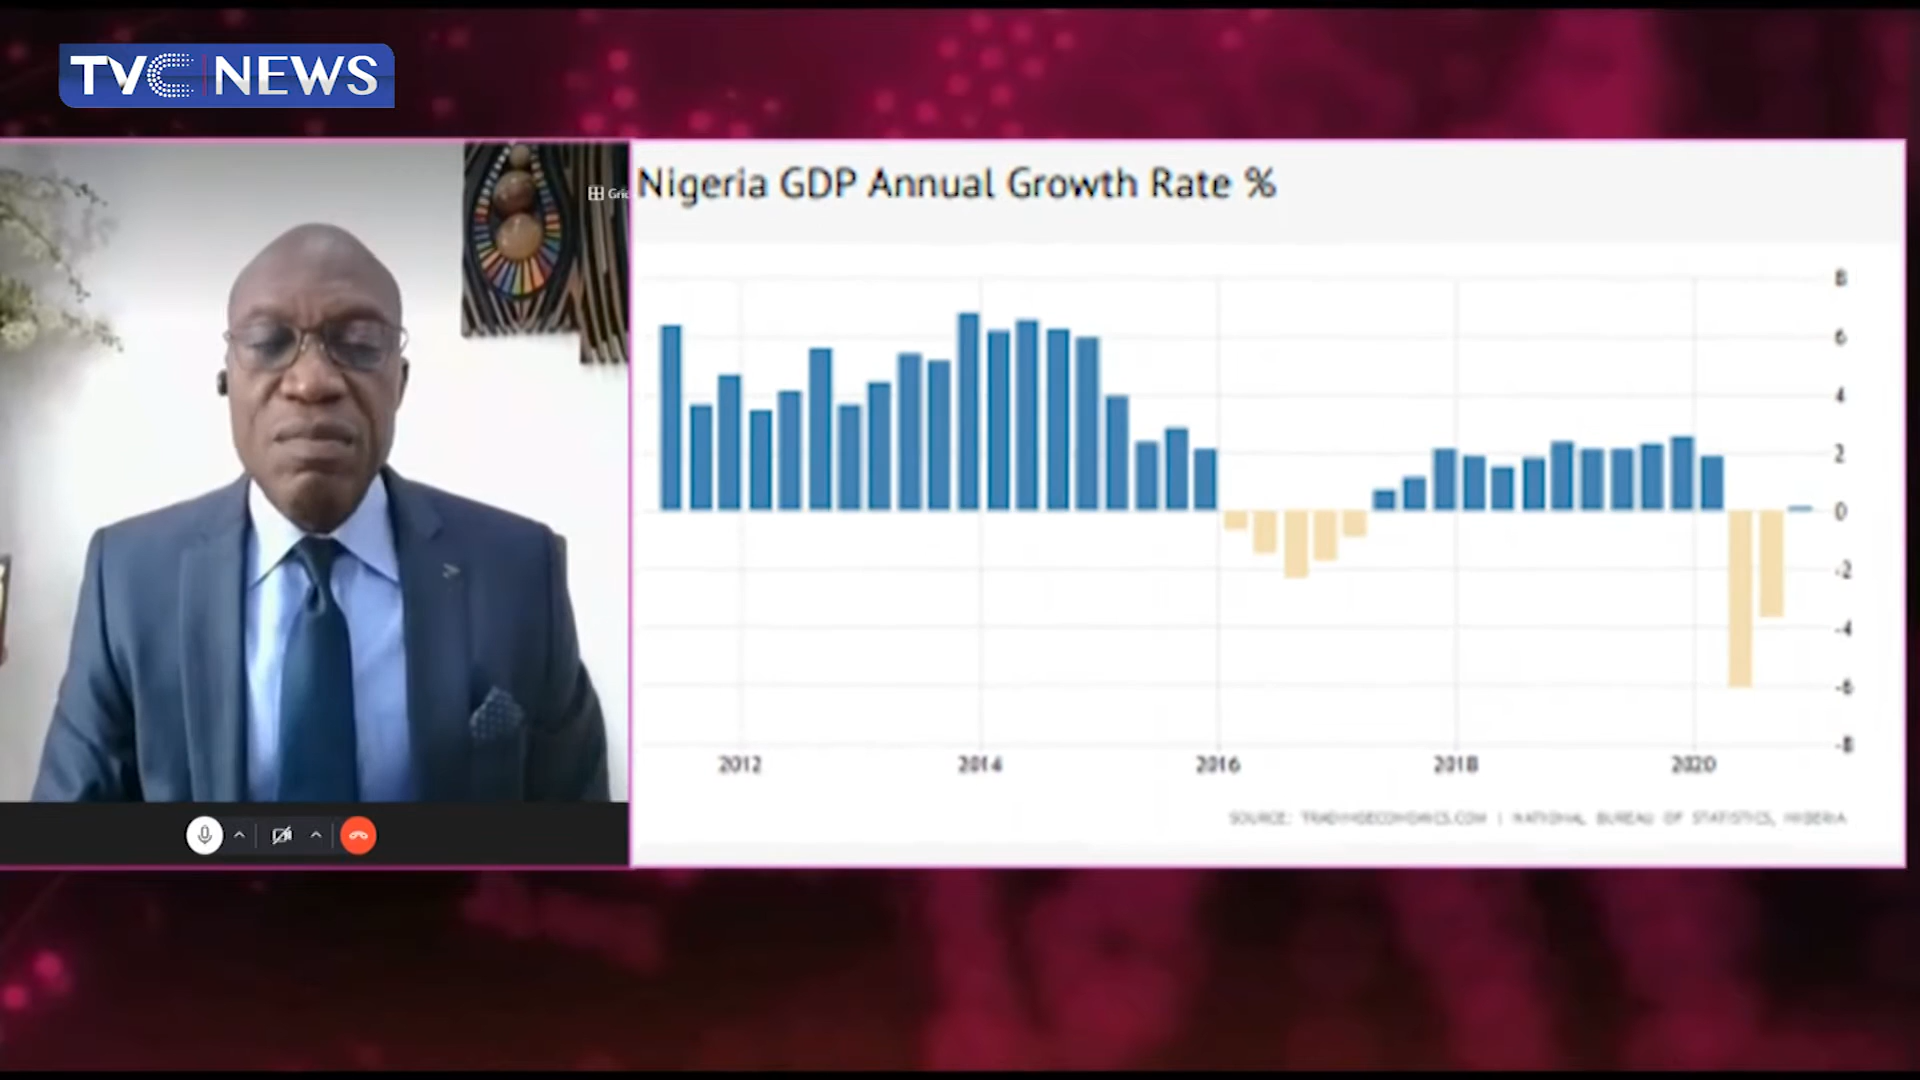 TVC NEWS
Grid
Nigeria GDP Annual Growth Rate %
8
6
4
2
0
-2
-4
-6
-8
2012 2014 2016 2018 2020
SOURCE: TRADINGECONOMICS.COM | NATIONAL BUREAU OF STATISTICS, NIGERIA